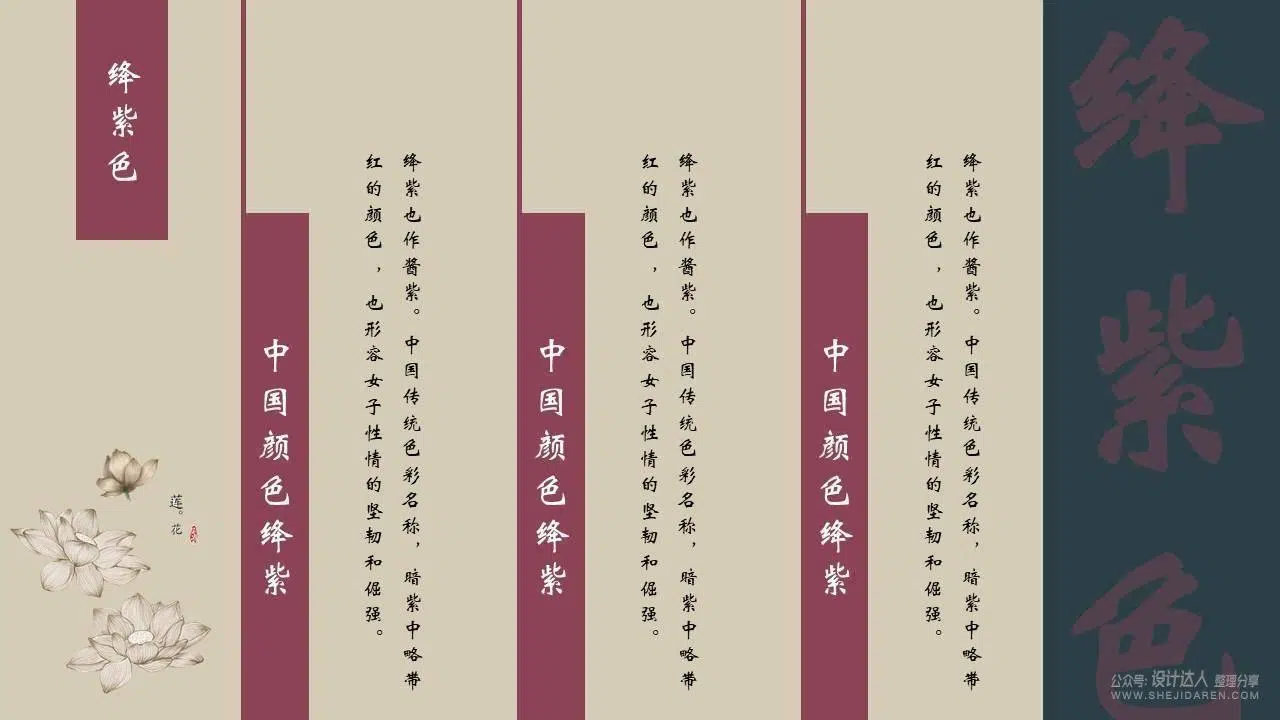 绛紫色
莲。花
中国颜色绛紫
绛紫也作酱紫。中国传统色彩名称，暗紫中略带
红的颜色，也形容女子性情的坚韧和倔强。
中国颜色绛紫
绛紫也作酱紫。中国传统色彩名称，暗紫中略带
红的颜色，也形容女子性情的坚韧和倔强。
中国颜色绛紫
绛紫也作酱紫。中国传统色彩名称，暗紫中略带
红的颜色，也形容女子性情的坚韧和倔强。
绛紫色
公众号: 设计达人 整理分享
WWW.SHEJIDAREN.COM